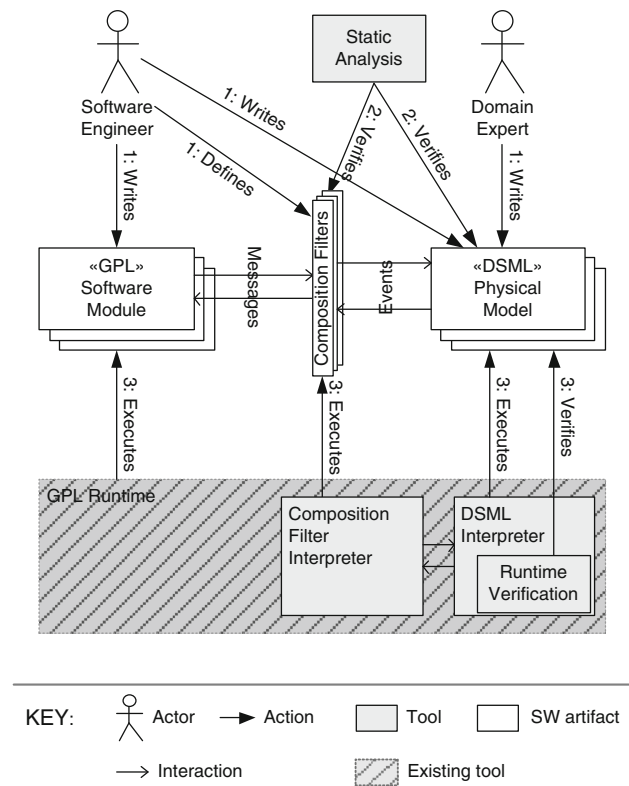 Static
Analysis
Software
Engineer
Domain
Expert
1: Writes
1: Defines
1: Writes
2: Verifies
2: Verifies
1: Writes
«GPL»
Software
Module
Messages
Composition Filters
Events
«DSML»
Physical
Model
3: Executes
3: Executes
3: Executes
3: Verifies
GPL Runtime
Composition
Filter
Interpreter
DSML
Interpreter
Runtime
Verification
KEY:
Actor
Action
Tool
SW artifact
Interaction
Existing tool